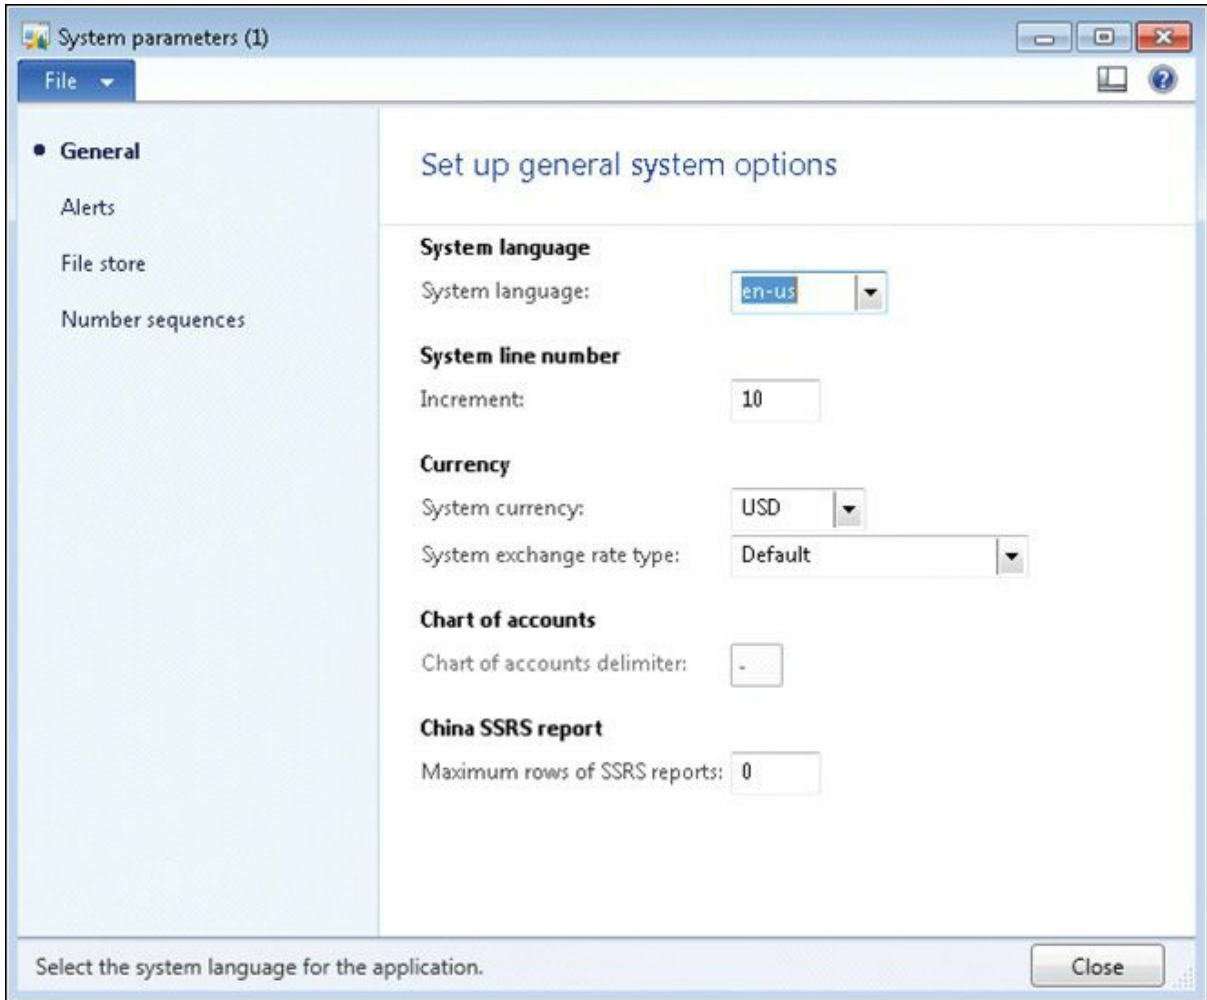 System parameters (1)
File
General
Alerts
File store
Number sequences
Set up general system options
System language
System language: en-us
System line number
Increment: 10
Currency
System currency: USD
System exchange rate type: Default
Chart of accounts
Chart of accounts delimiter: -
China SSRS report
Maximum rows of SSRS reports: 0
Select the system language for the application.
Close